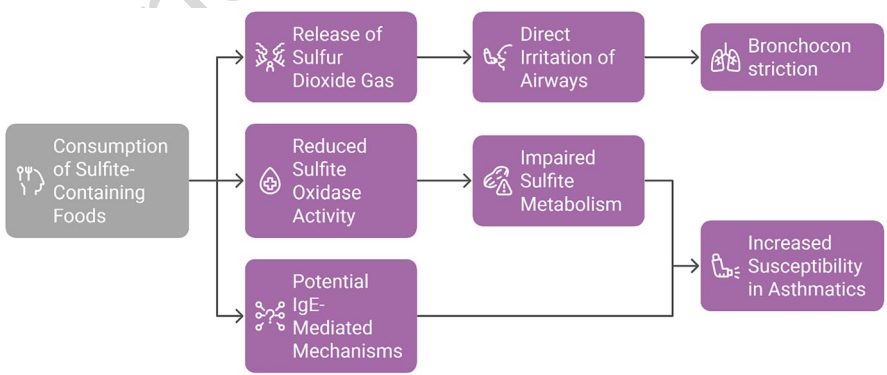 Release of
Sulfur
Dioxide Gas
Direct
Irritation of
Airways
Bronchocon
striction
Consumption
of Sulfite-
Containing
Foods
Reduced
Sulfite
Oxidase
Activity
Impaired
Sulfite
Metabolism
Increased
Susceptibility
in Asthmatics
Potential
IgE-
Mediated
Mechanisms